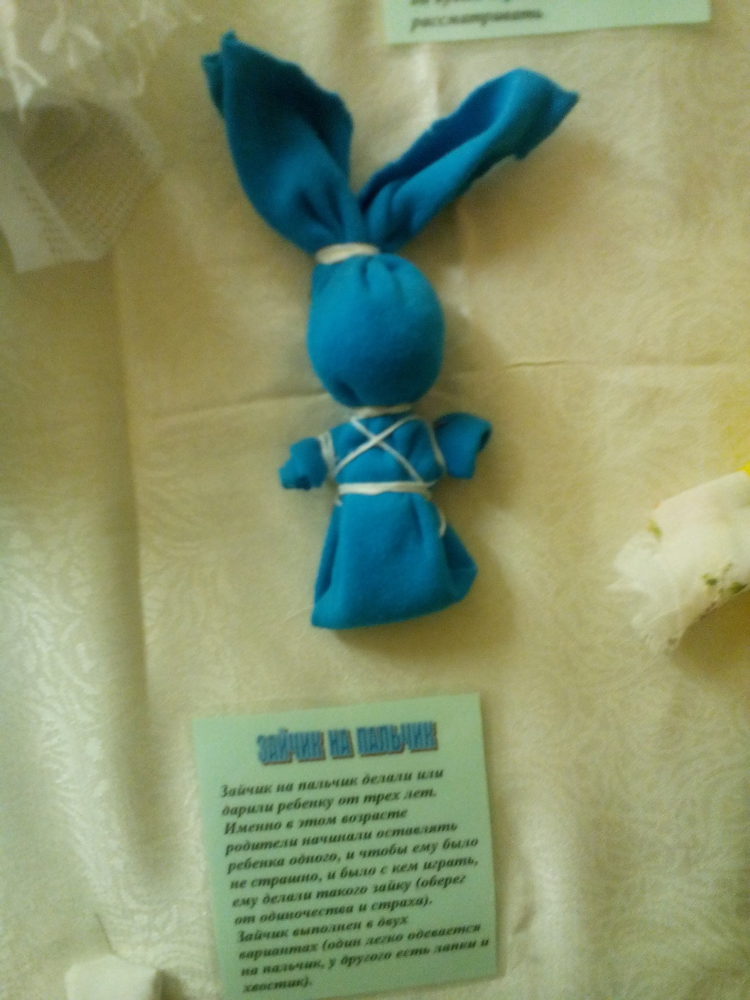 рассматривать
ЗАЙЧИК НА ПАЛЬЧИК
Зайчик на пальчик делали или
дарили ребенку от трех лет.
Именно в этом возрасте
родители начинали оставлять
ребенка одного, и чтобы ему было
не страшно, и было с кем играть,
ему делали такого зайку (оберег
от одиночества и страха).
Зайчик выполнен в двух
вариантах (один легко одевается
на пальчик, у другого есть лапки и
хвостик).